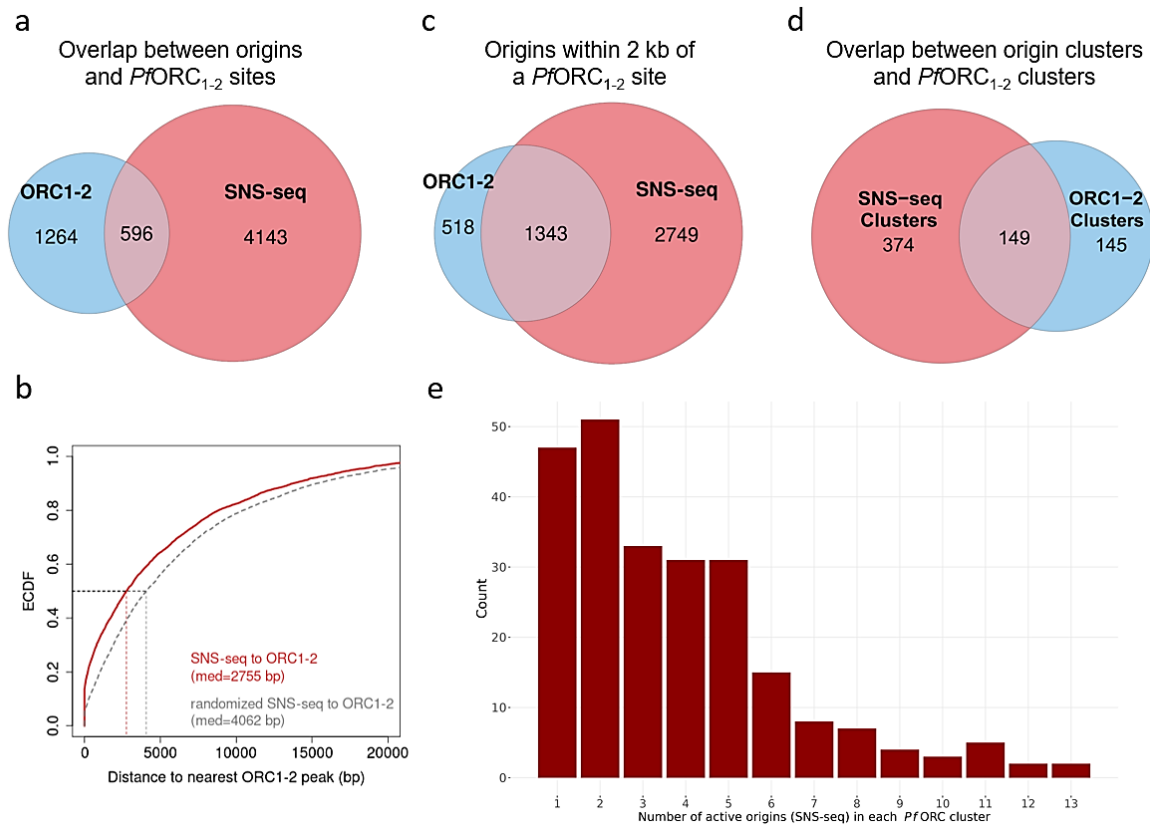 a
Overlap between origins
and PfORC1-2 sites
ORC1-2
1264
596
SNS-seq
4143
c
Origins within 2 kb of
a PfORC1-2 site
ORC1-2
518
1343
SNS-seq
2749
d
Overlap between origin clusters
and PfORC1-2 clusters
SNS-seq
Clusters
374
149
ORC1-2
Clusters
145
b
ECDF
1.0
0.8
0.6
0.4
0.2
0.0
SNS-seq to ORC1-2
(med=2755 bp)
randomized SNS-seq to ORC1-2
(med=4062 bp)
0 5000 10000 15000 20000
Distance to nearest ORC1-2 peak (bp)
e
Count
50
40
30
20
10
0
1 2 3 4 5 6 7 8 9 10 11 12 13
Number of active origins (SNS-seq) in each PfORC cluster